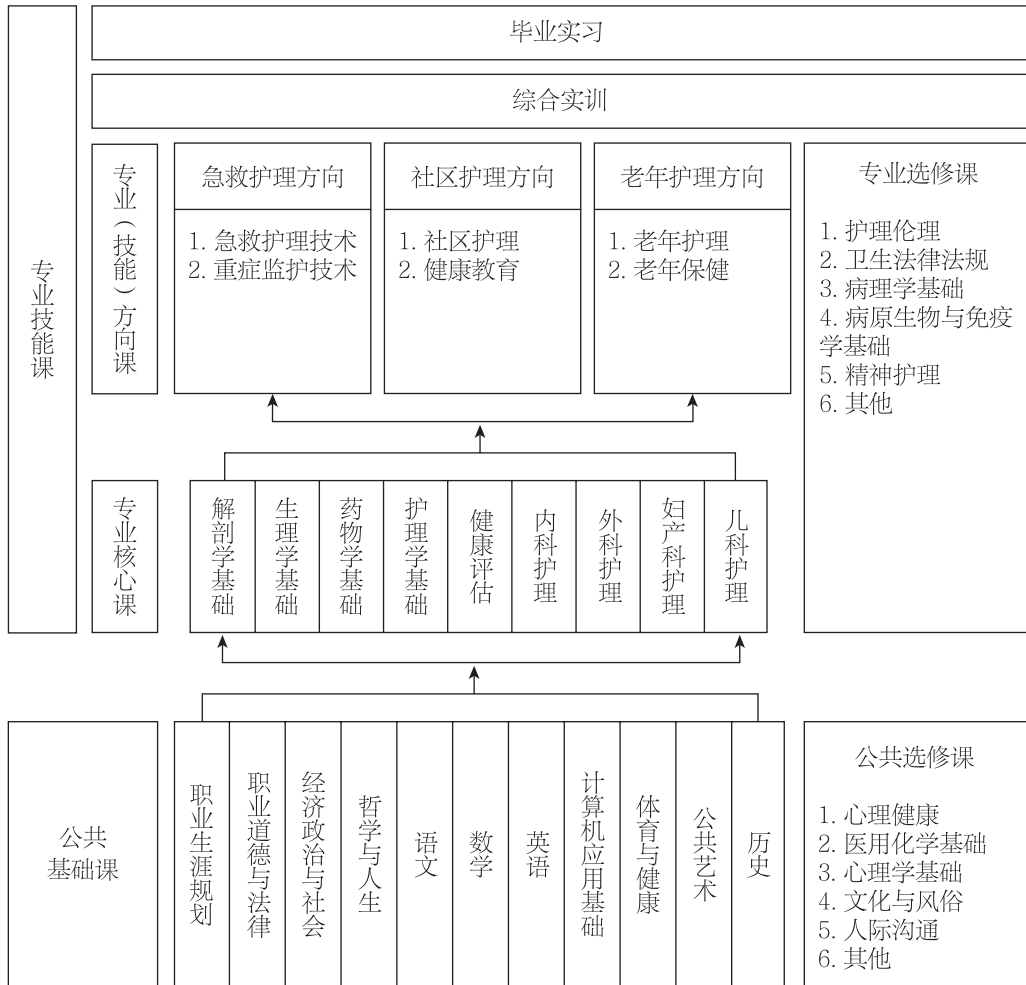 毕业实习
综合实训
专业技能课
专业（技能）方向课
急救护理方向
1. 急救护理技术
2. 重症监护技术
社区护理方向
1. 社区护理
2. 健康教育
老年护理方向
1. 老年护理
2. 老年保健
专业选修课
1. 护理伦理
2. 卫生法律法规
3. 病理学基础
4. 病原生物与免疫
学基础
5. 精神护理
6. 其他
专业核心课
解剖学基础
生理学基础
药物学基础
护理学基础
健康评估
内科护理
外科护理
妇产科护理
儿科护理
公共
基础课
职业生涯规划
职业道德与法律
经济政治与社会
哲学与人生
语文
数学
英语
计算机应用基础
体育与健康
公共艺术
历史
公共选修课
1. 心理健康
2. 医用化学基础
3. 心理学基础
4. 文化与风俗
5. 人际沟通
6. 其他